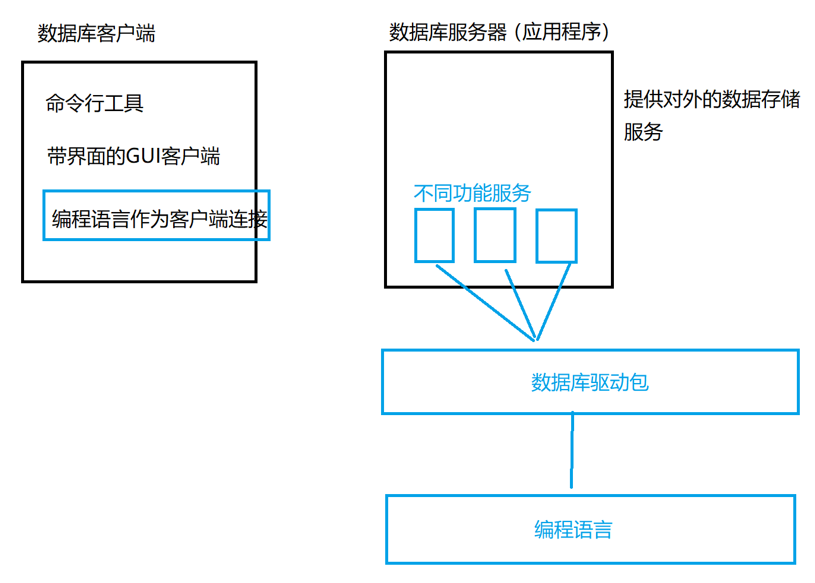 数据库客户端
命令行工具
带界面的GUI客户端
编程语言作为客户端连接
数据库服务器（应用程序）
提供对外的数据存储
服务
不同功能服务
数据库驱动包
编程语言